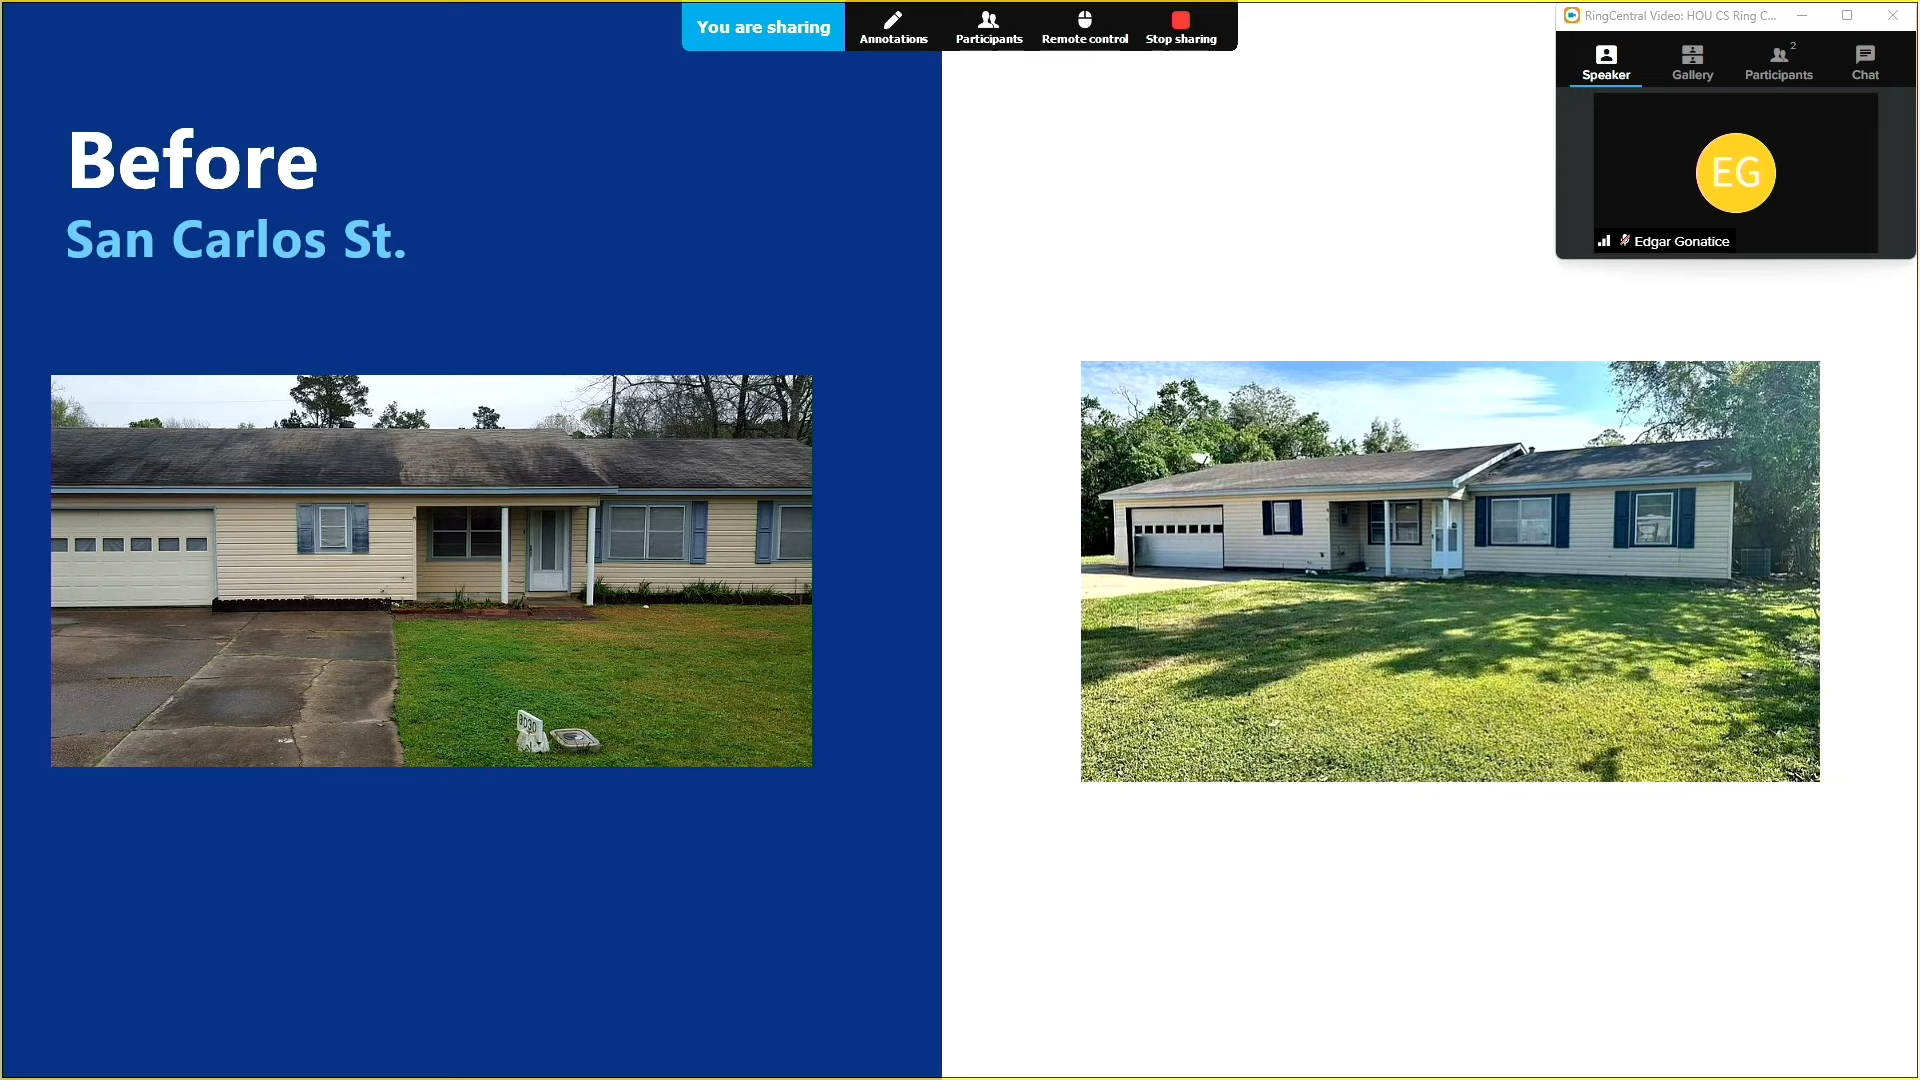 You are sharing
Annotations
Participants
Remote control
Stop sharing
RingCentral Video: HOU CS Ring C...
Speaker
Gallery
2
Participants
Chat
EG
Edgar Gonatice
Before
San Carlos St.